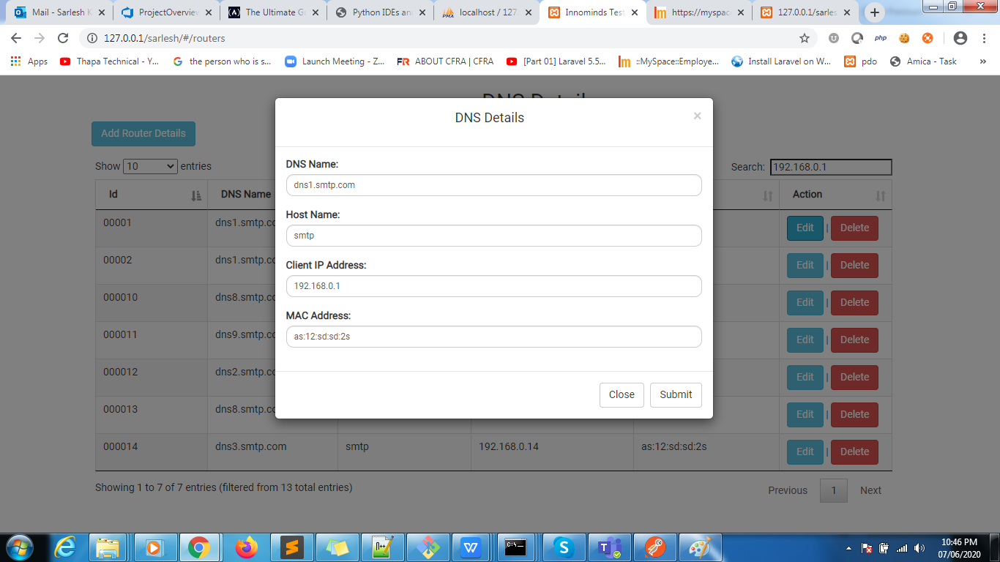 Mail - Sarlesh K
ProjectOverview
The Ultimate Gu
Python IDEs and
localhost / 127.
Innominds Test
https://myspac
127.0.0.1/sarles
127.0.0.1/sarlesh/#/routers
php
Apps
Thapa Technical - Y...
the person who is s...
Launch Meeting - Z...
ABOUT CFRA | CFRA
[Part 01] Laravel 5.5...
::MySpace::Employe...
Install Laravel on W...
pdo
Amica - Task
»
DNS Details
×
Add Router Details
DNS Name:
dns1.smtp.com
Host Name:
smtp
Client IP Address:
192.168.0.1
MAC Address:
as:12:sd:sd:2s
Close
Submit
Show 10 entries
Search: 192.168.0.1
Id DNS Name Action
00001 dns1.smtp.co Edit | Delete
00002 dns1.smtp.co Edit | Delete
000010 dns8.smtp.co Edit | Delete
000011 dns9.smtp.co Edit | Delete
000012 dns2.smtp.co Edit | Delete
000013 dns8.smtp.co Edit | Delete
000014 dns3.smtp.com smtp 192.168.0.14 as:12:sd:sd:2s Edit | Delete
Showing 1 to 7 of 7 entries (filtered from 13 total entries)
Previous 1 Next
10:46 PM
07/06/2020